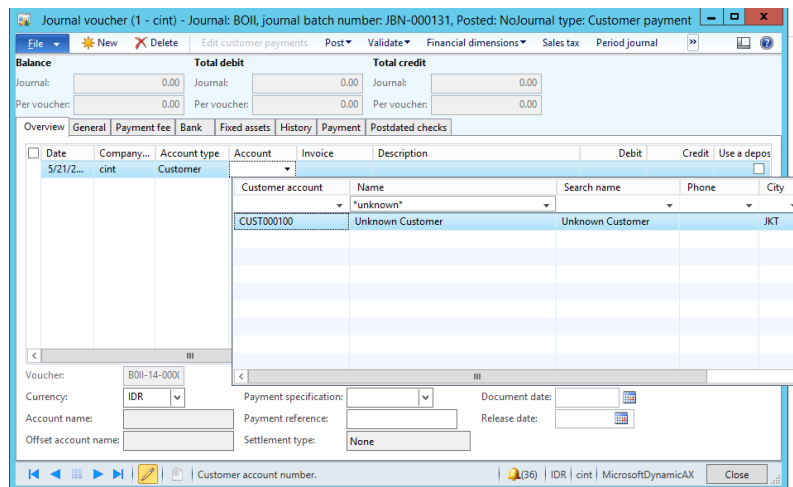 Journal voucher (1 - cint) - Journal: BOII, journal batch number: JBN-000131, Posted: NoJournal type: Customer payment
File New Delete Edit customer payments Post Validate Financial dimensions Sales tax Period journal »
Balance Total debit Total credit
Journal: 0.00 Journal: 0.00 Journal: 0.00
Per voucher: 0.00 Per voucher: 0.00 Per voucher: 0.00
Overview General Payment fee Bank Fixed assets History Payment Postdated checks
Date Company... Account type Account Invoice Description Debit Credit Use a depos
5/21/2... cint Customer
Customer account Name Search name Phone City
*unknown*
CUST000100 Unknown Customer Unknown Customer JKT
Voucher: BOII-14-000(
Currency: IDR Payment specification: Document date:
Account name: Payment reference: Release date:
Offset account name: Settlement type: None
Customer account number. (36) IDR cint MicrosoftDynamicAX Close